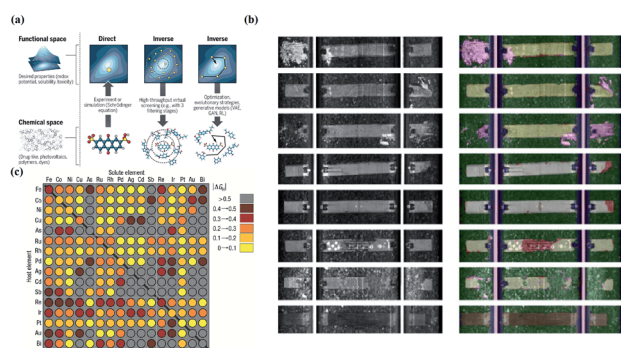 (a)
Functional space
Direct
Inverse
Inverse
Desired properties (redox
potential, solubility, toxicity)
Experiment or
simulation (Schrödinger
equation)
High-throughput virtual
screening (e.g., with 3
filtering stages)
Optimization,
evolutionary strategies,
generative models (VAE,
GAN, RL)
Chemical space
(Drug-like, photovoltaics,
polymers, dyes)
(b)
(c)
Solute element
Fe Co Ni Cu As Ru Rh Pd Ag Cd Sb Re Ir Pt Au Bi
Host element
Fe
Co
Ni
Cu
As
Ru
Rh
Pd
Ag
Cd
Sb
Re
Ir
Pt
Au
Bi
>0.5
0.4→0.5
0.3→0.4
0.2→0.3
0.1→0.2
0→0.1